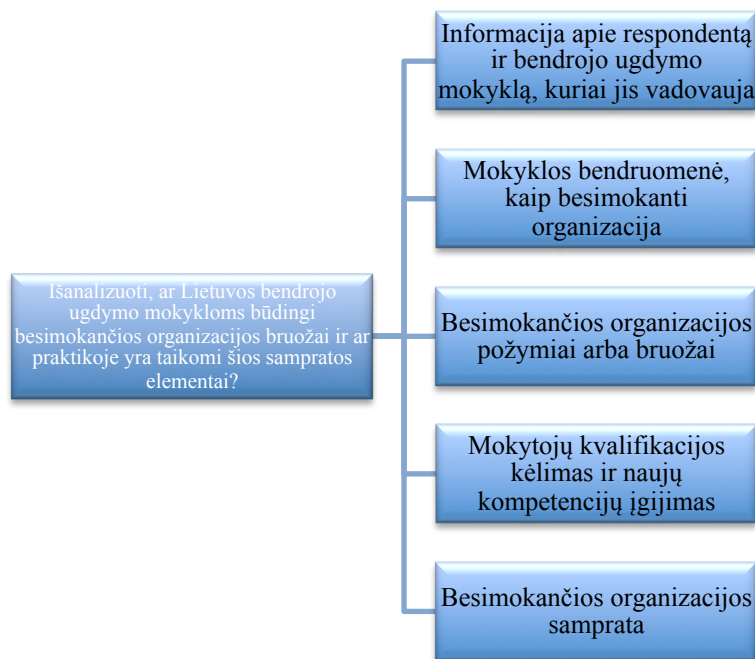 Išanalizuoti, ar Lietuvos bendrojo
ugdymo mokykloms būdingi
besimokančios organizacijos bruožai ir ar
praktikoje yra taikomi šios sampratos
elementai?
Informacija apie respondentą
ir bendrojo ugdymo
mokyklą, kuriai jis vadovauja
Mokyklos bendruomenė,
kaip besimokanti
organizacija
Besimokančios organizacijos
požymiai arba bruožai
Mokytojų kvalifikacijos
kėlimas ir naujų
kompetencijų įgijimas
Besimokančios organizacijos
samprata